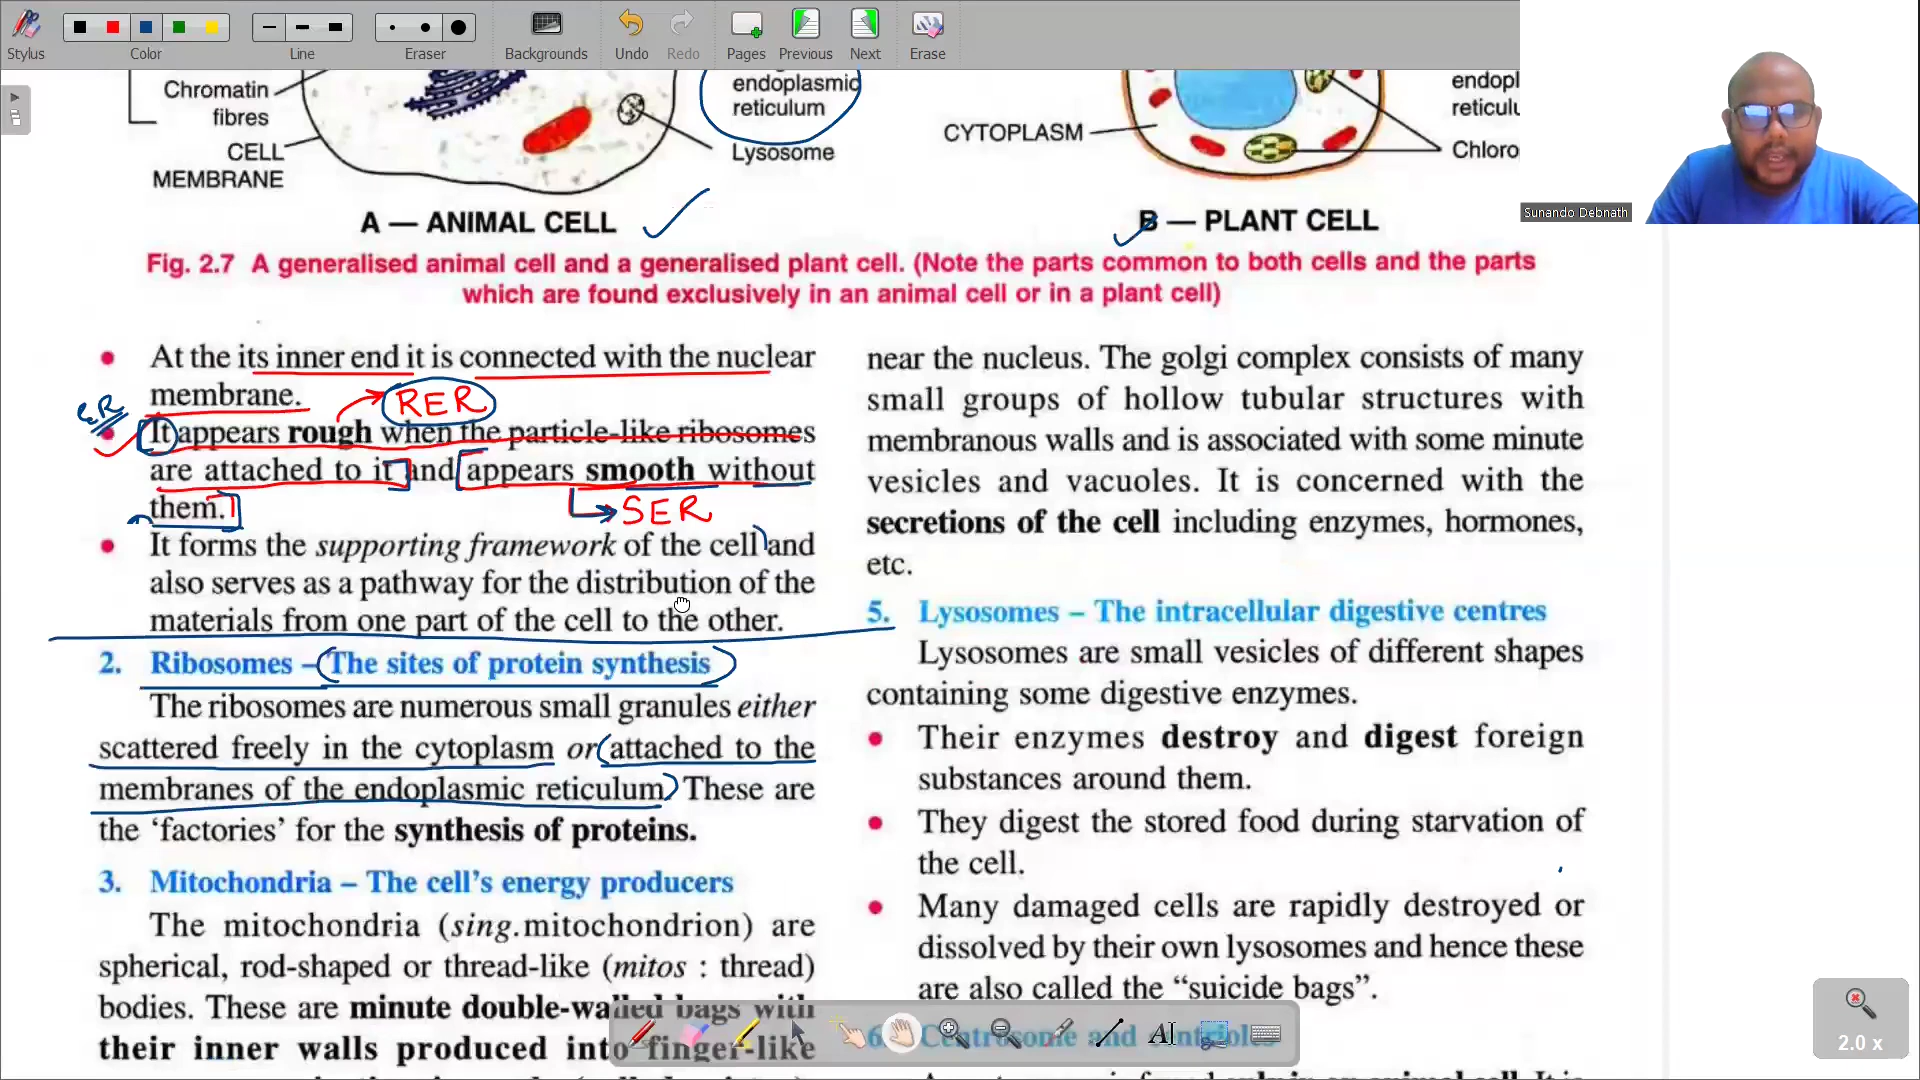 Stylus
Color
Line
Eraser
Backgrounds
Undo
Redo
Pages
Previous
Next
Erase
Chromatin
fibres
CELL
MEMBRANE
endoplasmic
reticulum
Lysosome
CYTOPLASM
endopl
reticu
Chloro
A — ANIMAL CELL
B — PLANT CELL
Sunando Debnath
Fig. 2.7 A generalised animal cell and a generalised plant cell. (Note the parts common to both cells and the parts
which are found exclusively in an animal cell or in a plant cell)
• At the its inner end it is connected with the nuclear
membrane.
RER
ER
• It appears rough when the particle-like ribosomes
are attached to it and appears smooth without
them.
SER
• It forms the supporting framework of the cell and
also serves as a pathway for the distribution of the
materials from one part of the cell to the other.
2. Ribosomes – The sites of protein synthesis
The ribosomes are numerous small granules either
scattered freely in the cytoplasm or attached to the
membranes of the endoplasmic reticulum. These are
the ‘factories’ for the synthesis of proteins.
3. Mitochondria – The cell’s energy producers
The mitochondria (sing.mitochondrion) are
spherical, rod-shaped or thread-like (mitos : thread)
bodies. These are minute double-walled bags with
their inner walls produced into finger-like
near the nucleus. The golgi complex consists of many
small groups of hollow tubular structures with
membranous walls and is associated with some minute
vesicles and vacuoles. It is concerned with the
secretions of the cell including enzymes, hormones,
etc.
5. Lysosomes – The intracellular digestive centres
Lysosomes are small vesicles of different shapes
containing some digestive enzymes.
• Their enzymes destroy and digest foreign
substances around them.
• They digest the stored food during starvation of
the cell.
• Many damaged cells are rapidly destroyed or
dissolved by their own lysosomes and hence these
are also called the “suicide bags”.
6. Centrosome and Centrioles
2.0 x